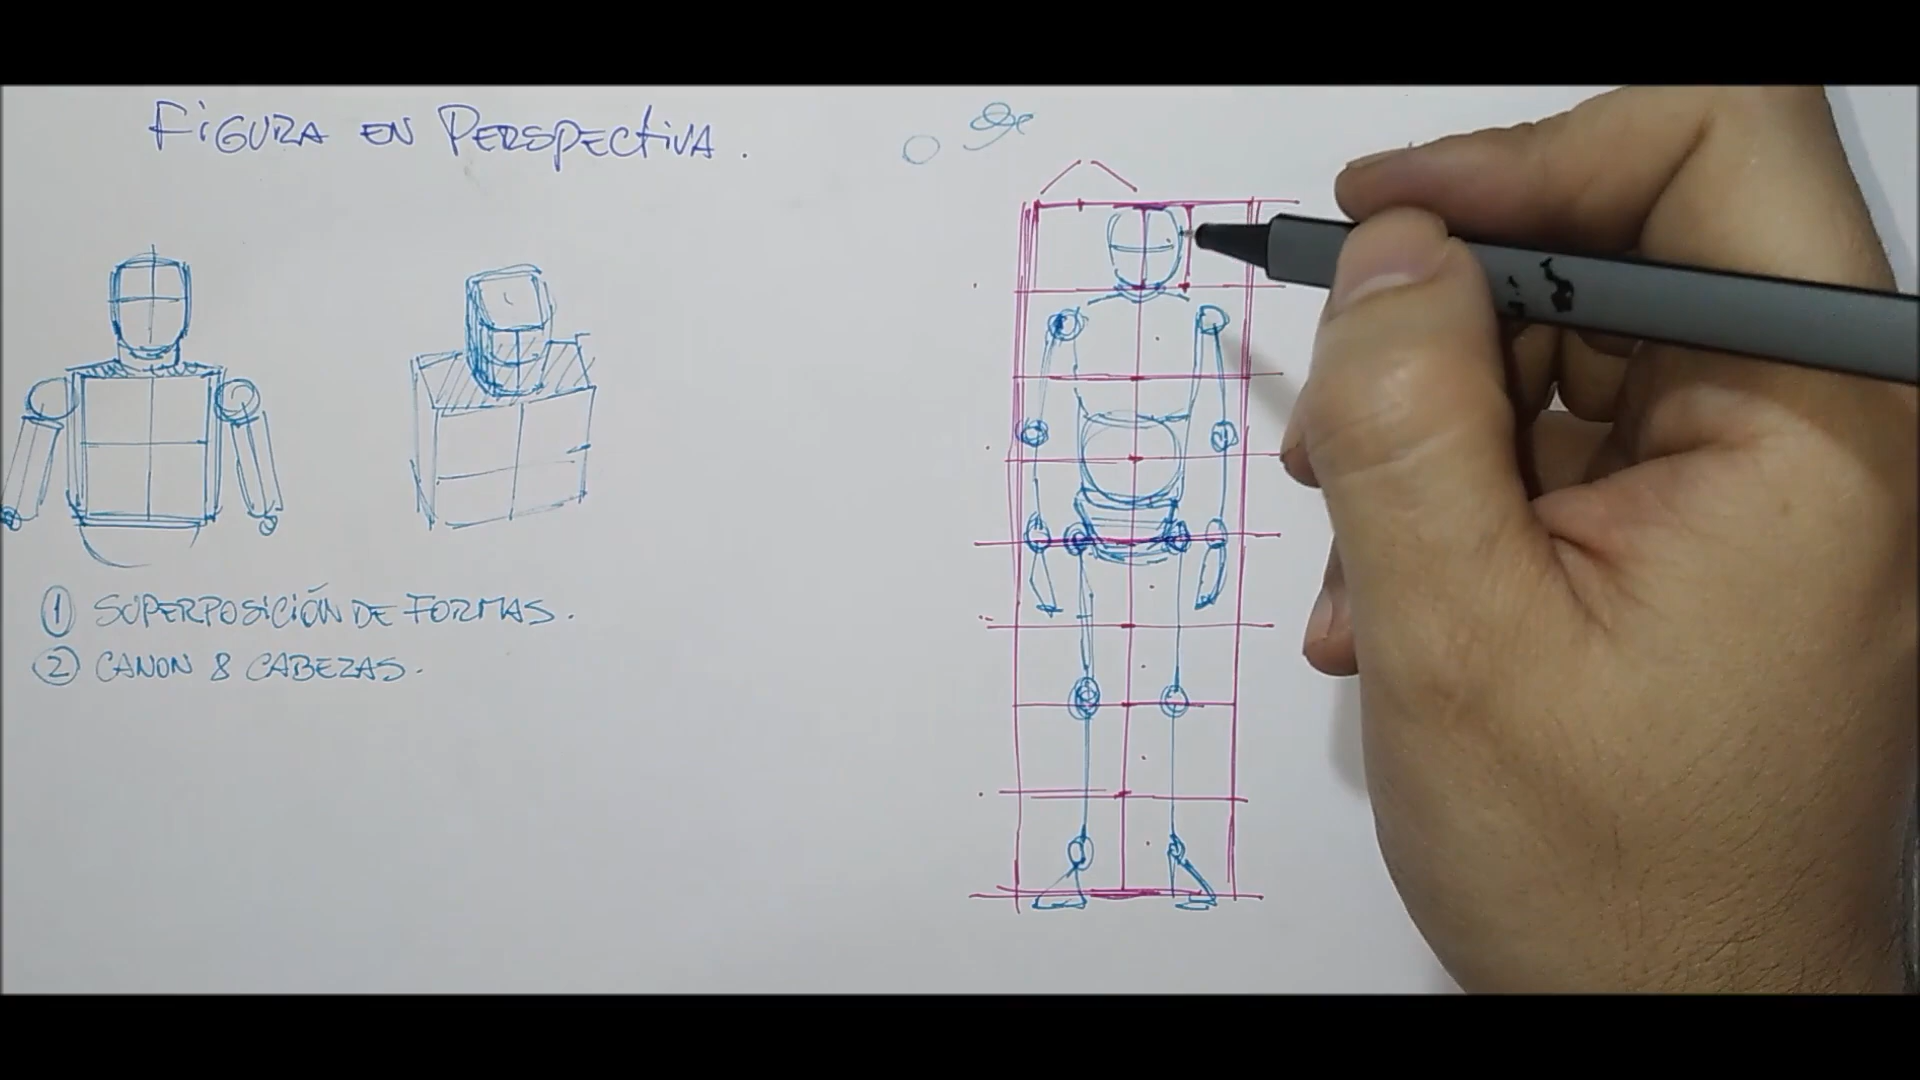 FIGURA EN PERSPECTIVA.
① SUPERPOSICIÓN DE FORMAS.
② CANON 8 CABEZAS.